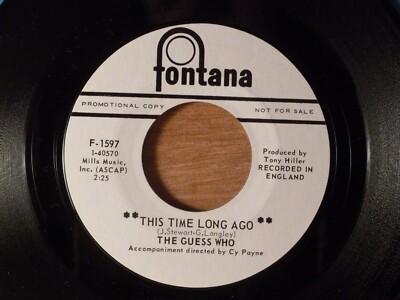 fontana
PROMOTIONAL COPY NOT FOR SALE
F-1597
1-40570
Mills Music,
Inc. (ASCAP)
2:25
Produced by
Tony Hiller
RECORDED IN
ENGLAND
**THIS TIME LONG AGO**
(J.Stewart-G.Langley)
THE GUESS WHO
Accompaniment directed by Cy Payne